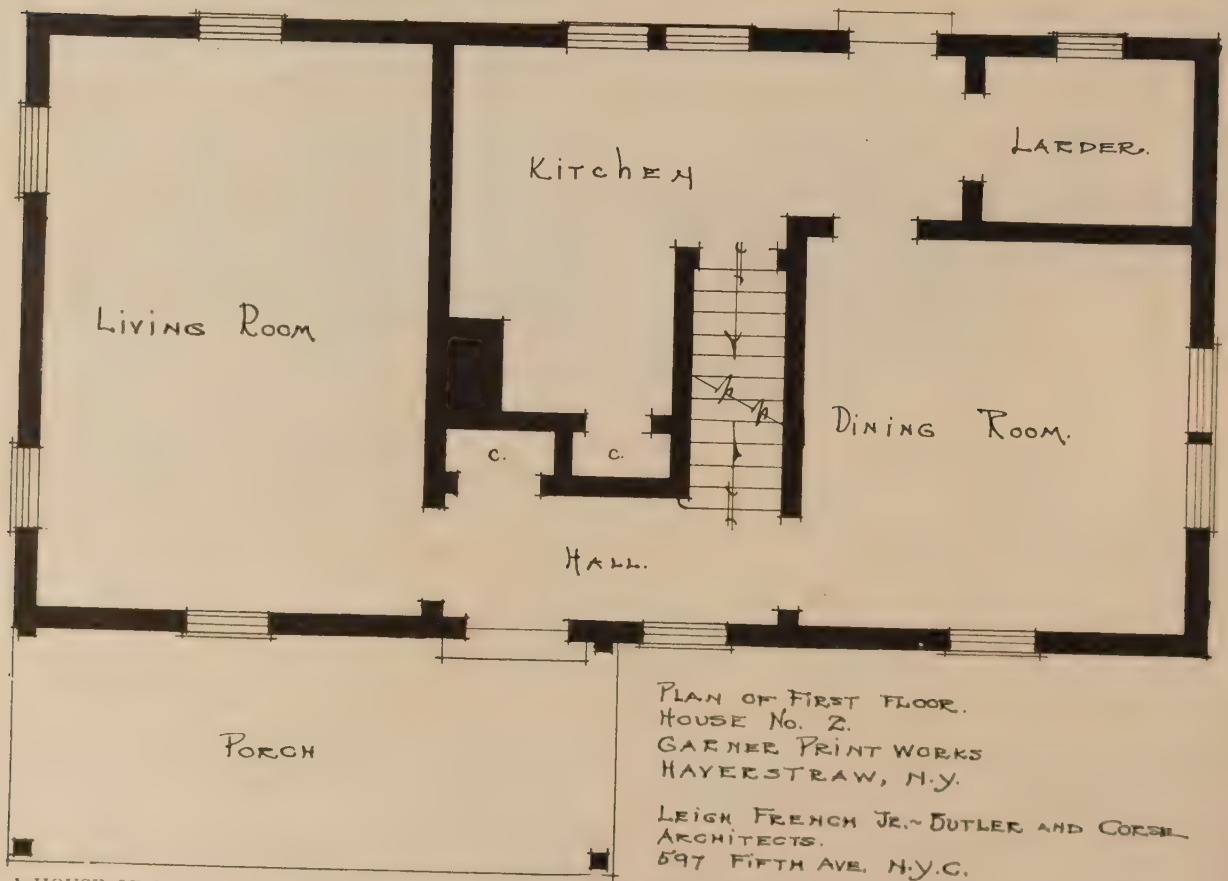 Kitchen
LARDER.
LIVING ROOM
DINING ROOM.
C.
C.
HALL.
PORCH
PLAN OF FIRST FLOOR.
HOUSE No. 2.
GARNER PRINT WORKS
HAVERSTRAW, N.Y.
LEIGH FRENCH JR.~BUTLER AND CORSE
ARCHITECTS.
597 FIFTH AVE. N.Y.C.